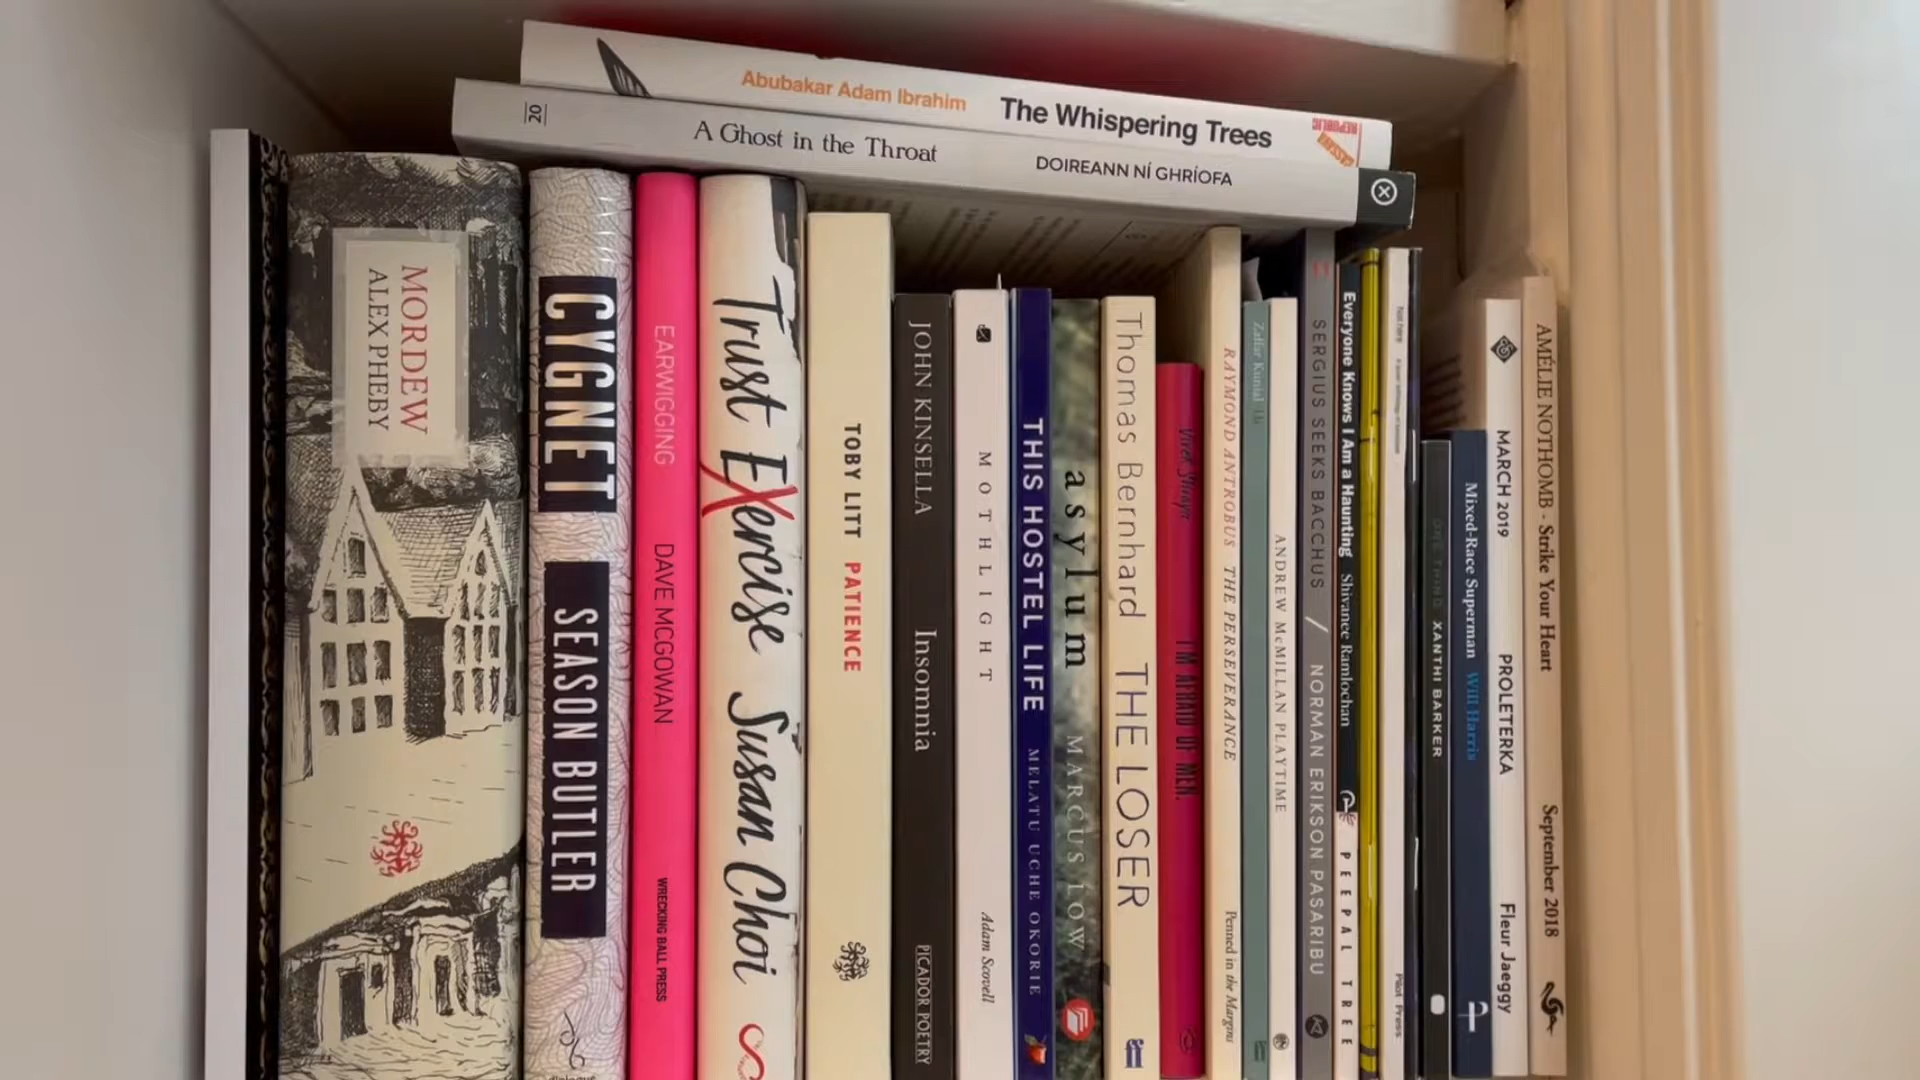 Abubakar Adam Ibrahim The Whispering Trees
20 A Ghost in the Throat DOIREANN NÍ GHRÍOFA
MORDEW
ALEX PHEBY
CYGNET SEASON BUTLER
EARWIGGING DAVE MCGOWAN WRECKING BALL PRESS
Trust Exercise Susan Choi
TOBY LITT PATIENCE
JOHN KINSELLA Insomnia PICADOR POETRY
MOTHLIGHT Adam Scovell
THIS HOSTEL LIFE MELATU UCHE OKORIE
asylum MARCUS LOW
Thomas Bernhard THE LOSER
I'M AFRAID OF MEN.
RAYMOND ANTROBUS THE PERSEVERANCE Penned in the Margins
Zaffar Kunial Us
ANDREW McMILLAN PLAYTIME
SERGIUS SEEKS BACCHUS / NORMAN ERIKSON PASARIBU
Everyone Knows I Am a Haunting Shivanee Ramlochan PEEPAL TREE
Pilot Press
XANTHI BARKER
Mixed-Race Superman Will Harris
MARCH 2019 PROLETERKA Fleur Jaeggy
AMÉLIE NOTHOMB - Strike Your Heart September 2018